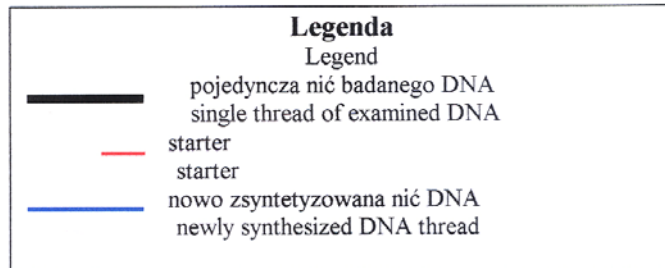 Legenda
Legend
pojedyncza nić badanego DNA
single thread of examined DNA
starter
starter
nowo zsyntetyzowana nić DNA
newly synthesized DNA thread